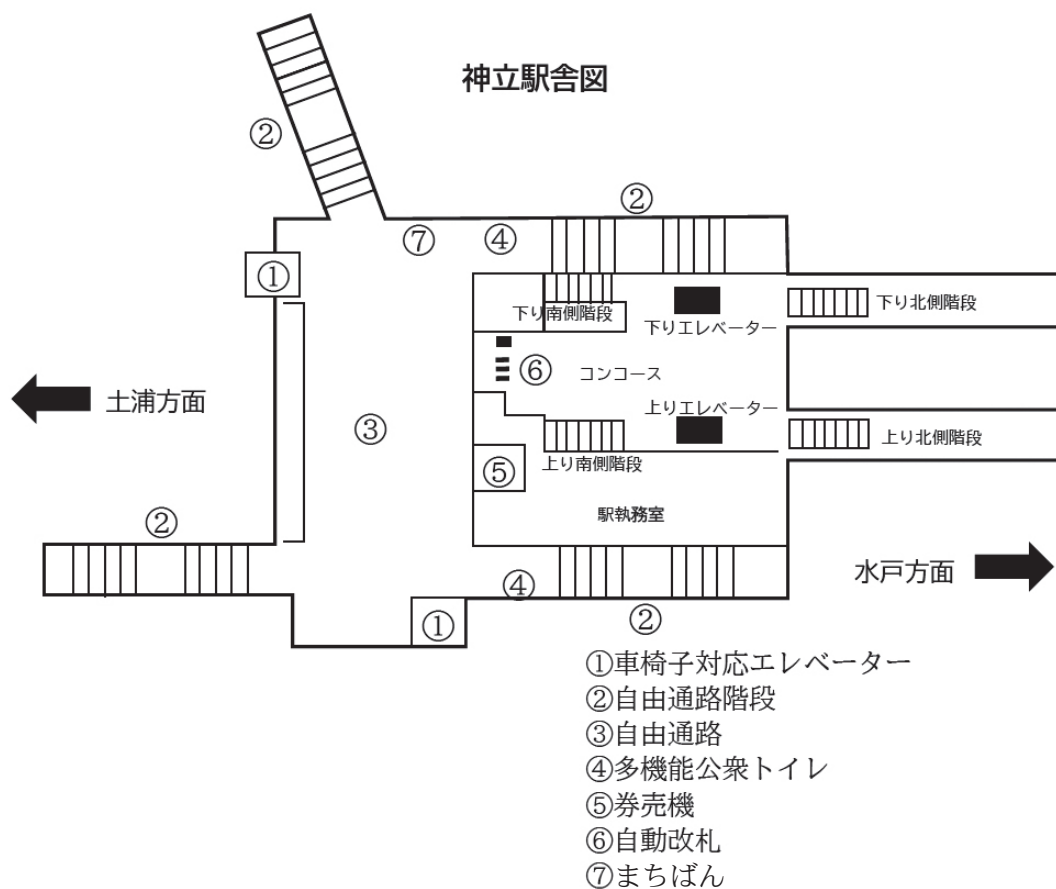 神立駅舎図
②
②
⑦
④
①
下り南側階段
下りエレベーター
下り北側階段
⑥
コンコース
土浦方面
③
上りエレベーター
上り北側階段
⑤
上り南側階段
駅執務室
②
水戸方面
④
①
②
①車椅子対応エレベーター
②自由通路階段
③自由通路
④多機能公衆トイレ
⑤券売機
⑥自動改札
⑦まちばん